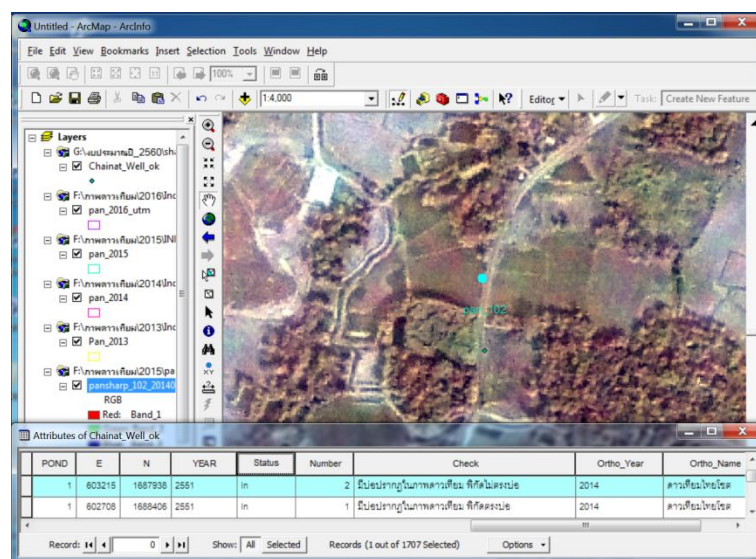 Untitled - ArcMap - ArcInfo
File Edit View Bookmarks Insert Selection Tools Window Help
100%
1:4,000
Editor
Task: Create New Feature
Layers
G:\งบประมาณปี_2560\sha
Chainat_Well_ok
F:\ภาพดาวเทียม\2016\Inc
pan_2016_utm
F:\ภาพดาวเทียม\2015\INI
pan_2015
F:\ภาพดาวเทียม\2014\Inc
pan_2014
F:\ภาพดาวเทียม\2013\Inc
Pan_2013
F:\ภาพดาวเทียม\2015\pa
pansharp_102_20140
RGB
Red: Band_1
pan_102
Attributes of Chainat_Well_ok
POND E N YEAR Status Number Check Ortho_Year Ortho_Name
1 603215 1687938 2551 in 2 มีบ่อปรากฏในภาพดาวเทียม พิกัดไม่ตรงบ่อ 2014 ดาวเทียมไทยโชต
1 602708 1688406 2551 in 1 มีบ่อปรากฏในภาพดาวเทียม พิกัดตรงบ่อ 2014 ดาวเทียมไทยโชต
Record: 0 Show: All Selected Records (1 out of 1707 Selected) Options